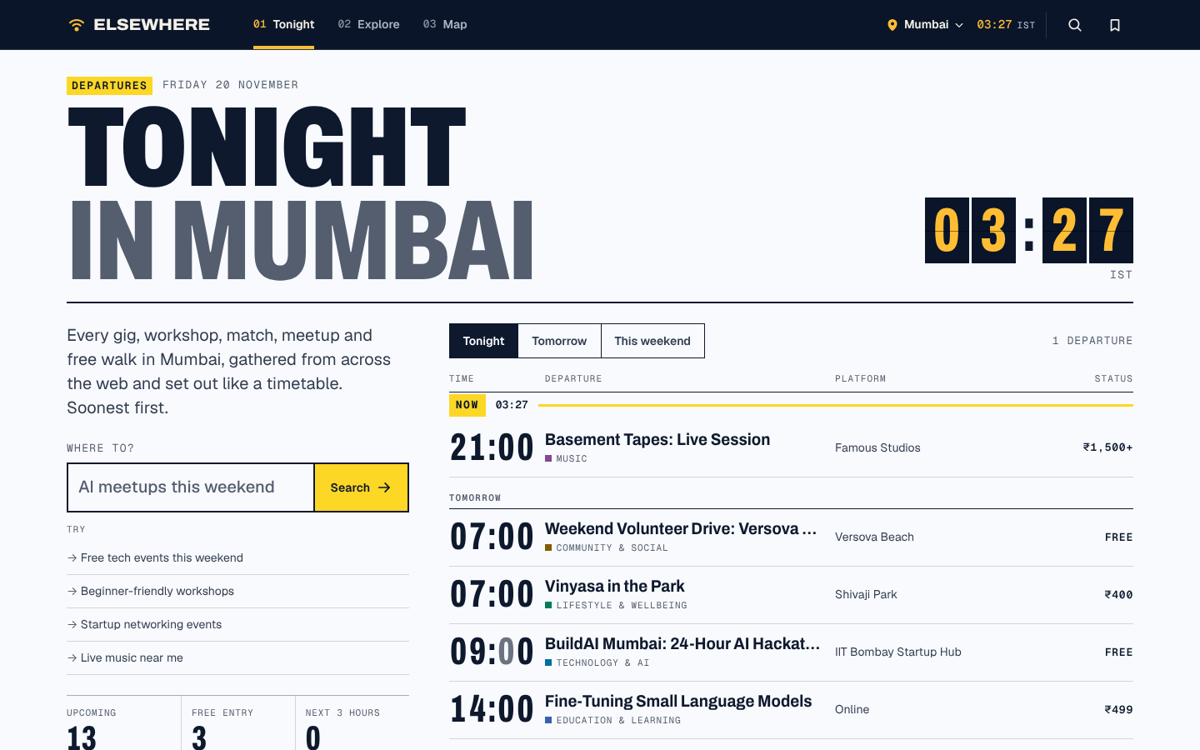 ELSEWHERE
01 Tonight
02 Explore
03 Map
Mumbai
03:27 IST
DEPARTURES FRIDAY 20 NOVEMBER
TONIGHT
IN MUMBAI
03:27
IST
Every gig, workshop, match, meetup and
free walk in Mumbai, gathered from across
the web and set out like a timetable.
Soonest first.
WHERE TO?
AI meetups this weekend
Search →
TRY
→ Free tech events this weekend
→ Beginner-friendly workshops
→ Startup networking events
→ Live music near me
UPCOMING
13
FREE ENTRY
3
NEXT 3 HOURS
0
Tonight
Tomorrow
This weekend
1 DEPARTURE
TIME DEPARTURE PLATFORM STATUS
NOW 03:27
21:00 Basement Tapes: Live Session Famous Studios ₹1,500+
MUSIC
TOMORROW
07:00 Weekend Volunteer Drive: Versova ... Versova Beach FREE
COMMUNITY & SOCIAL
07:00 Vinyasa in the Park Shivaji Park ₹400
LIFESTYLE & WELLBEING
09:00 BuildAI Mumbai: 24-Hour AI Hackat... IIT Bombay Startup Hub FREE
TECHNOLOGY & AI
14:00 Fine-Tuning Small Language Models Online ₹499
EDUCATION & LEARNING